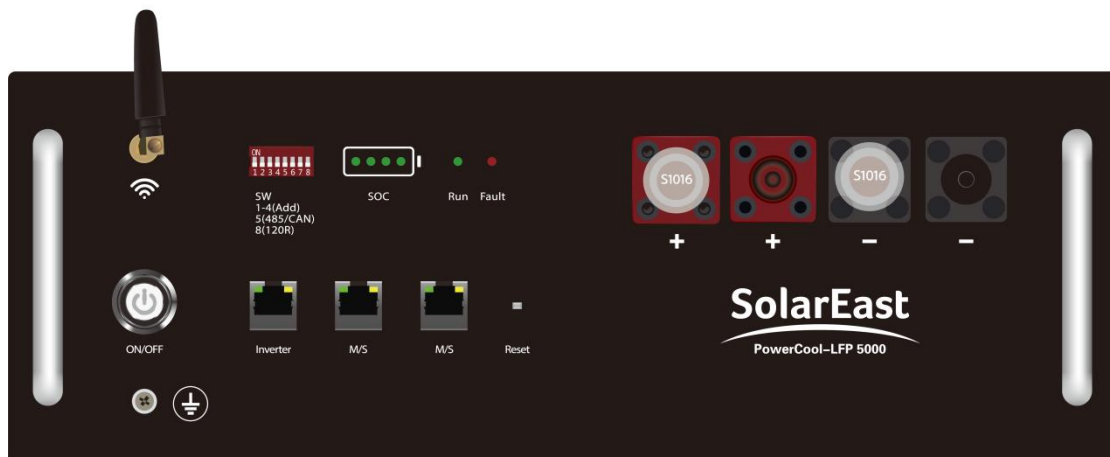 ON
1 2 3 4 5 6 7 8
SW
1-4(Add)
5(485/CAN)
8(120R)
SOC
Run
Fault
S1016
S1016
+
+
−
−
ON/OFF
Inverter
M/S
M/S
Reset
SolarEast
PowerCool-LFP 5000